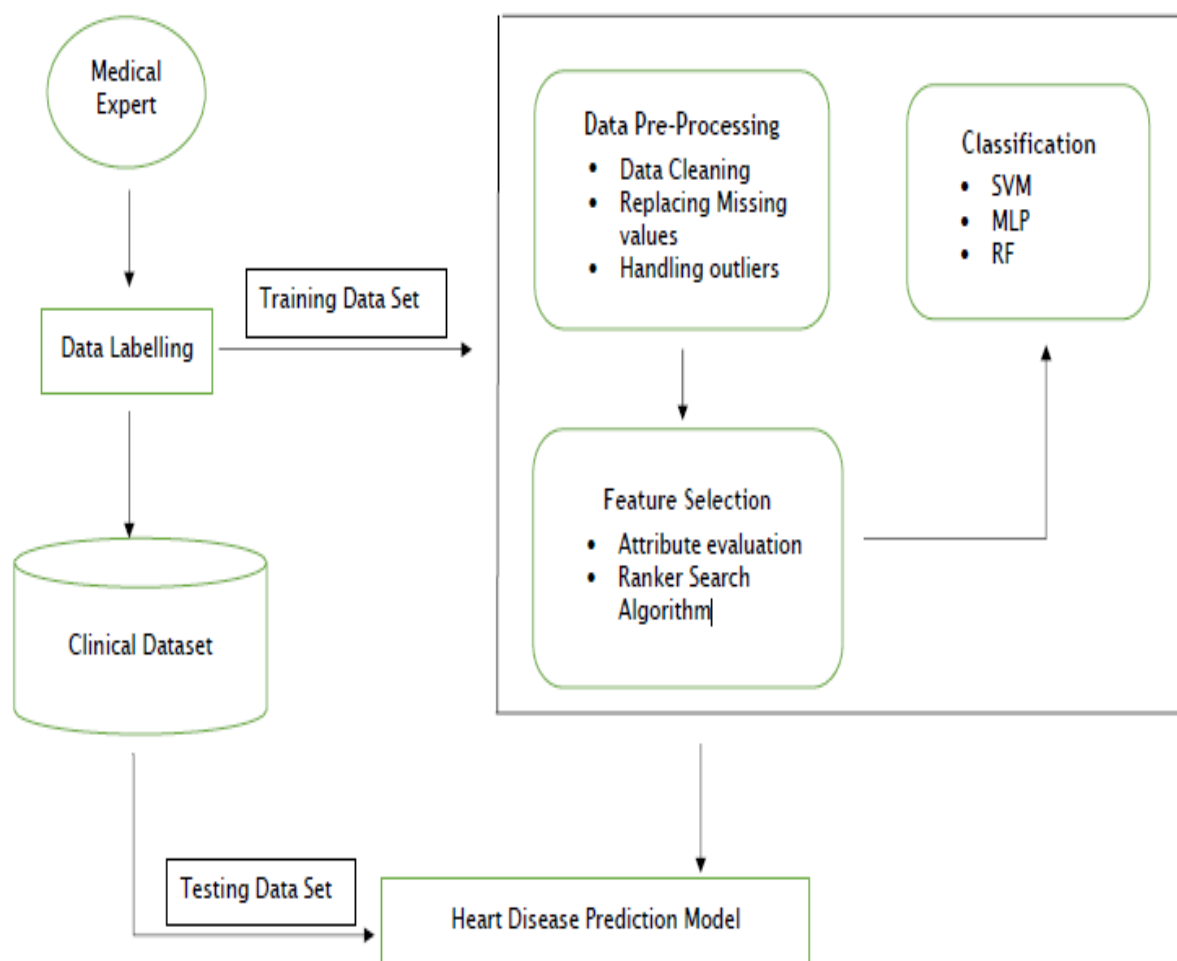 Medical
Expert
Data Labelling
Training Data Set
Clinical Dataset
Testing Data Set
Data Pre-Processing
• Data Cleaning
• Replacing Missing
values
• Handling outliers
Feature Selection
• Attribute evaluation
• Ranker Search
Algorithm
Classification
• SVM
• MLP
• RF
Heart Disease Prediction Model